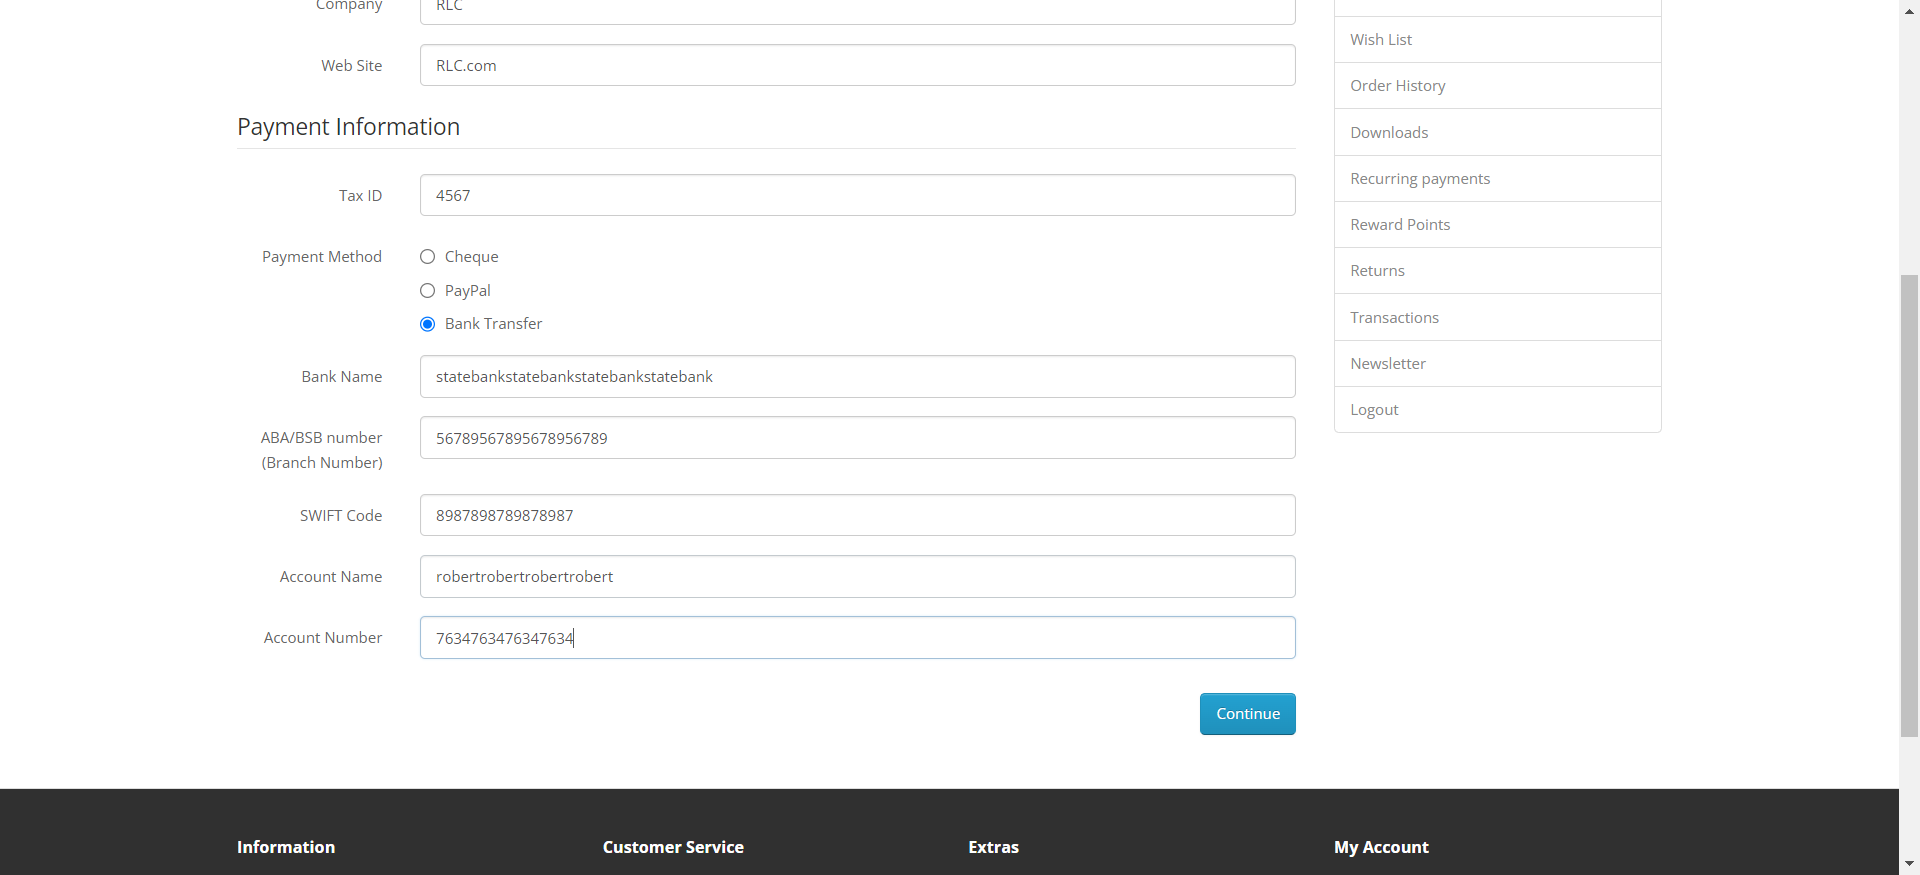 Company
RLC
Web Site
RLC.com
Payment Information
Tax ID
4567
Payment Method
Cheque
PayPal
Bank Transfer
Bank Name
statebankstatebankstatebankstatebank
ABA/BSB number
(Branch Number)
56789567895678956789
SWIFT Code
8987898789878987
Account Name
robertrobertrobertrobert
Account Number
7634763476347634
Continue
Wish List
Order History
Downloads
Recurring payments
Reward Points
Returns
Transactions
Newsletter
Logout
Information
Customer Service
Extras
My Account